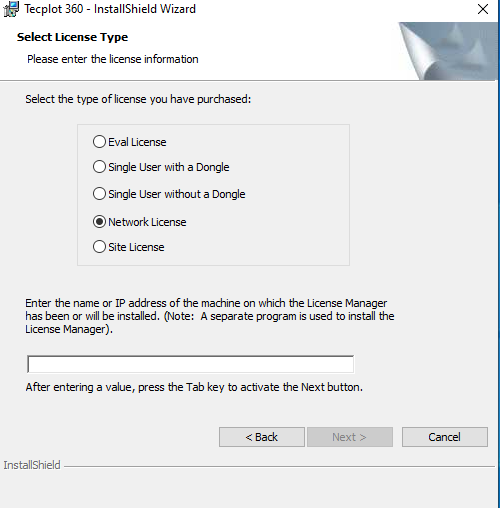 Tecplot 360 - InstallShield Wizard
Select License Type
Please enter the license information
Select the type of license you have purchased:
Eval License
Single User with a Dongle
Single User without a Dongle
Network License
Site License
Enter the name or IP address of the machine on which the License Manager
has been or will be installed. (Note:  A separate program is used to install the
License Manager).
After entering a value, press the Tab key to activate the Next button.
< Back
Next >
Cancel
InstallShield